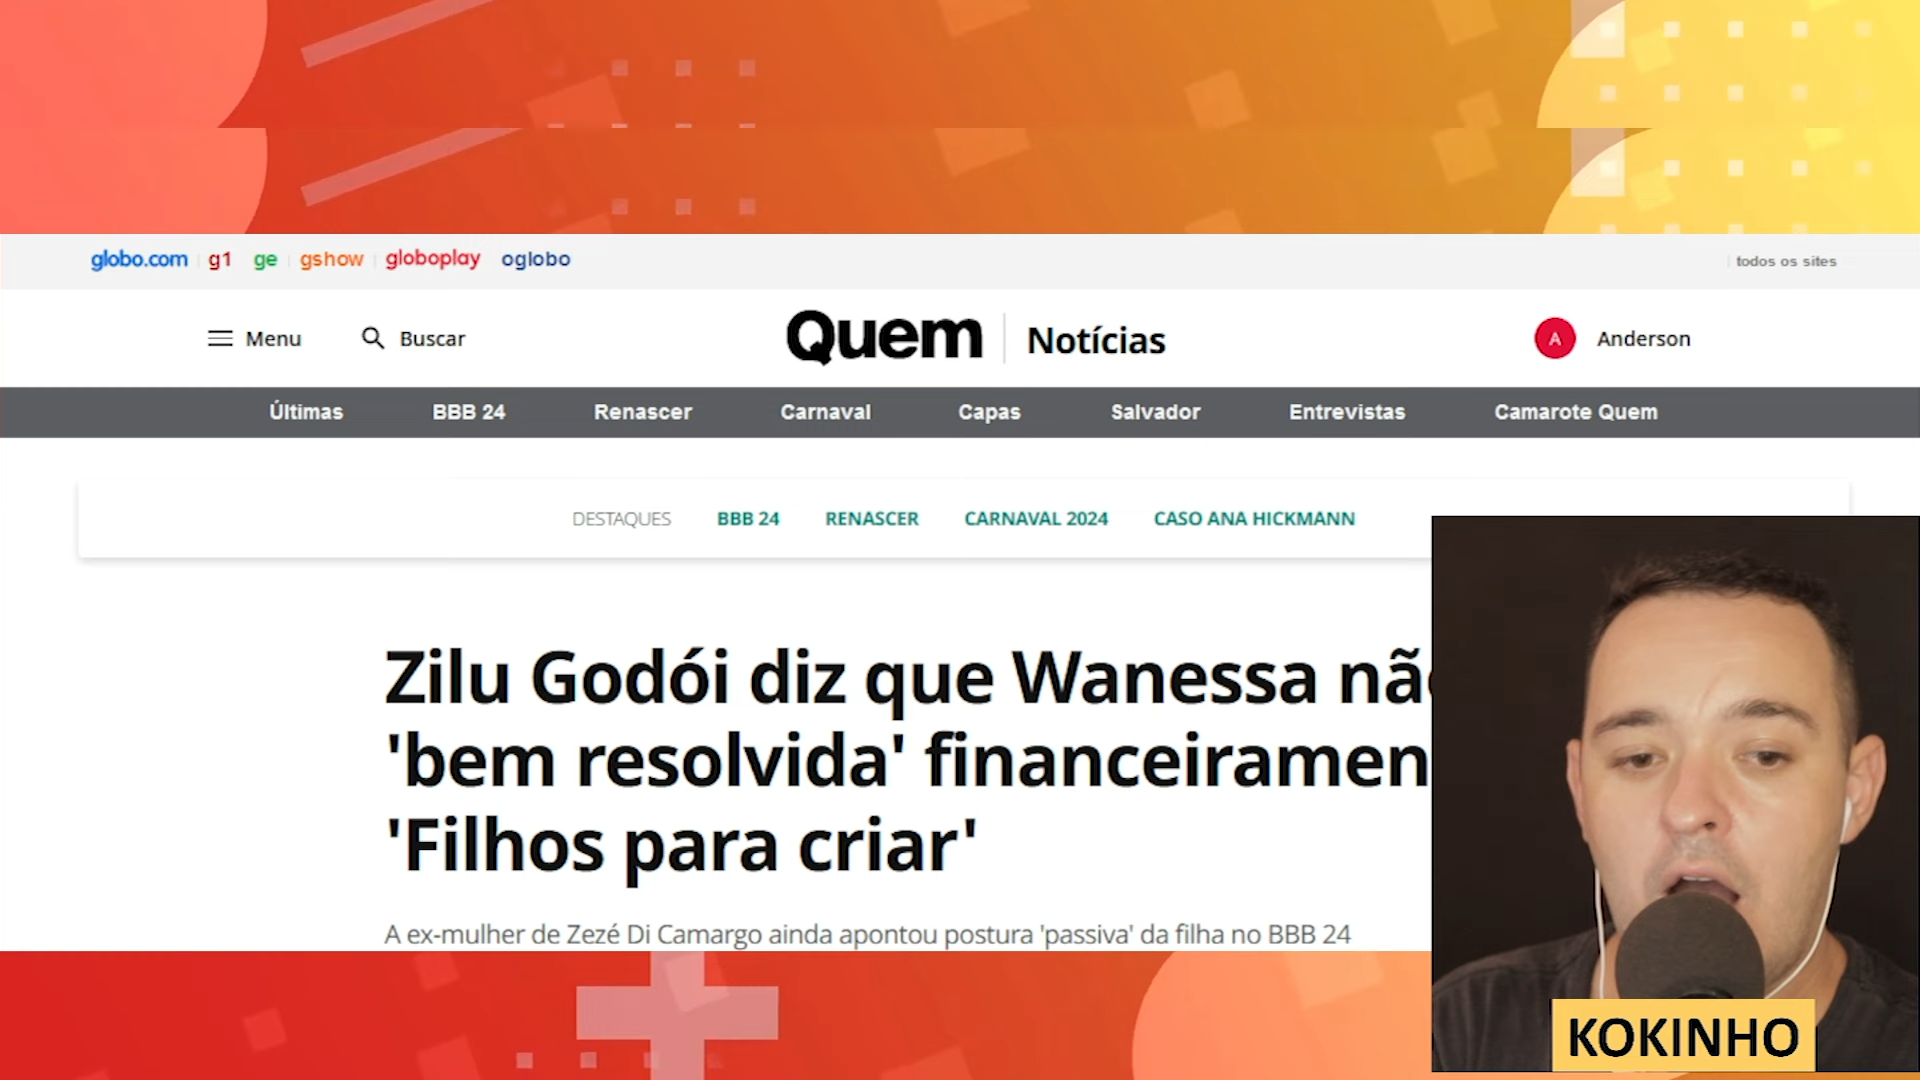 globo.com g1 ge gshow globoplay oglobo todos os sites
Menu Buscar Quem Notícias A Anderson
Últimas BBB 24 Renascer Carnaval Capas Salvador Entrevistas Camarote Quem
DESTAQUES BBB 24 RENASCER CARNAVAL 2024 CASO ANA HICKMANN
Zilu Godói diz que Wanessa
'bem resolvida'
'Filhos para criar'
A ex-mulher de Zezé Di Camargo ainda apontou postura 'passiva' da filha no BBB 24
KOKINHO